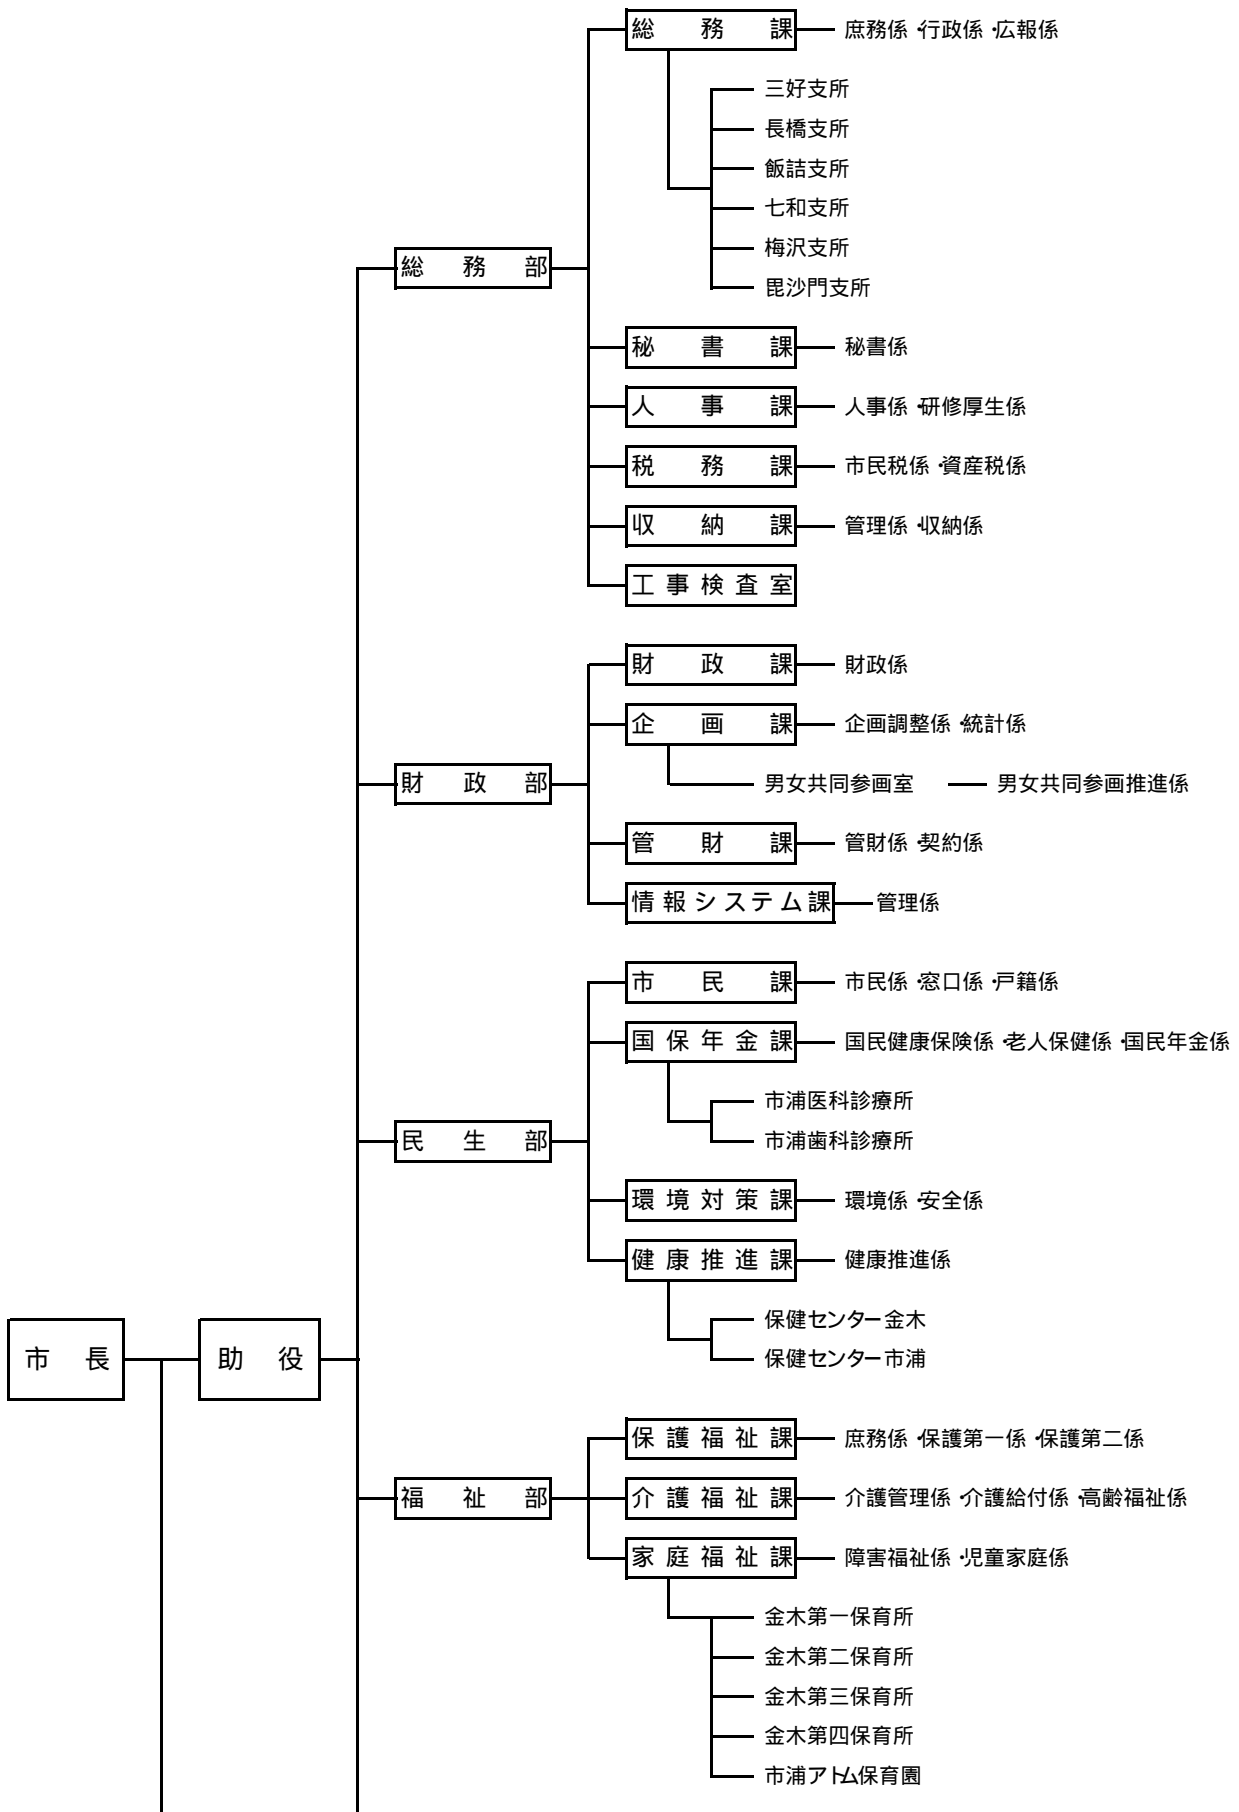 総務課 庶務係・行政係・広報係
三好支所
長橋支所
飯詰支所
七和支所
梅沢支所
総務部
毘沙門支所
秘書課 秘書係
人事課 人事係・研修厚生係
税務課 市民税係・資産税係
収納課 管理係・収納係
工事検査室
財政課 財政係
企画課 企画調整係・統計係
財政部
男女共同参画室 男女共同参画推進係
管財課 管財係・契約係
情報システム課 管理係
市民課 市民係・窓口係・戸籍係
国保年金課 国民健康保険係・老人保健係・国民年金係
市浦医科診療所
民生部
市浦歯科診療所
環境対策課 環境係・安全係
健康推進課 健康推進係
保健センター金木
保健センター市浦
市長 助役
保護福祉課 庶務係・保護第一係・保護第二係
福祉部
介護福祉課 介護管理係・介護給付係・高齢福祉係
家庭福祉課 障害福祉係・児童家庭係
金木第一保育所
金木第二保育所
金木第三保育所
金木第四保育所
市浦アトム保育園